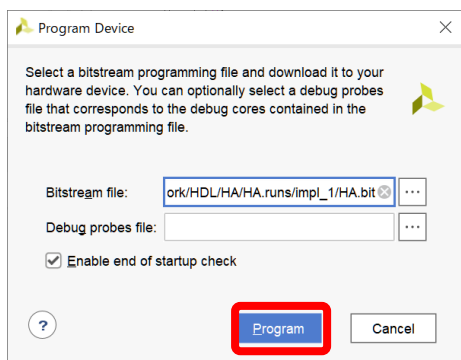 Program Device
Select a bitstream programming file and download it to your
hardware device. You can optionally select a debug probes
file that corresponds to the debug cores contained in the
bitstream programming file.
Bitstream file: ork/HDL/HA/HA.runs/impl_1/HA.bit ...
Debug probes file: ...
Enable end of startup check
? Program Cancel